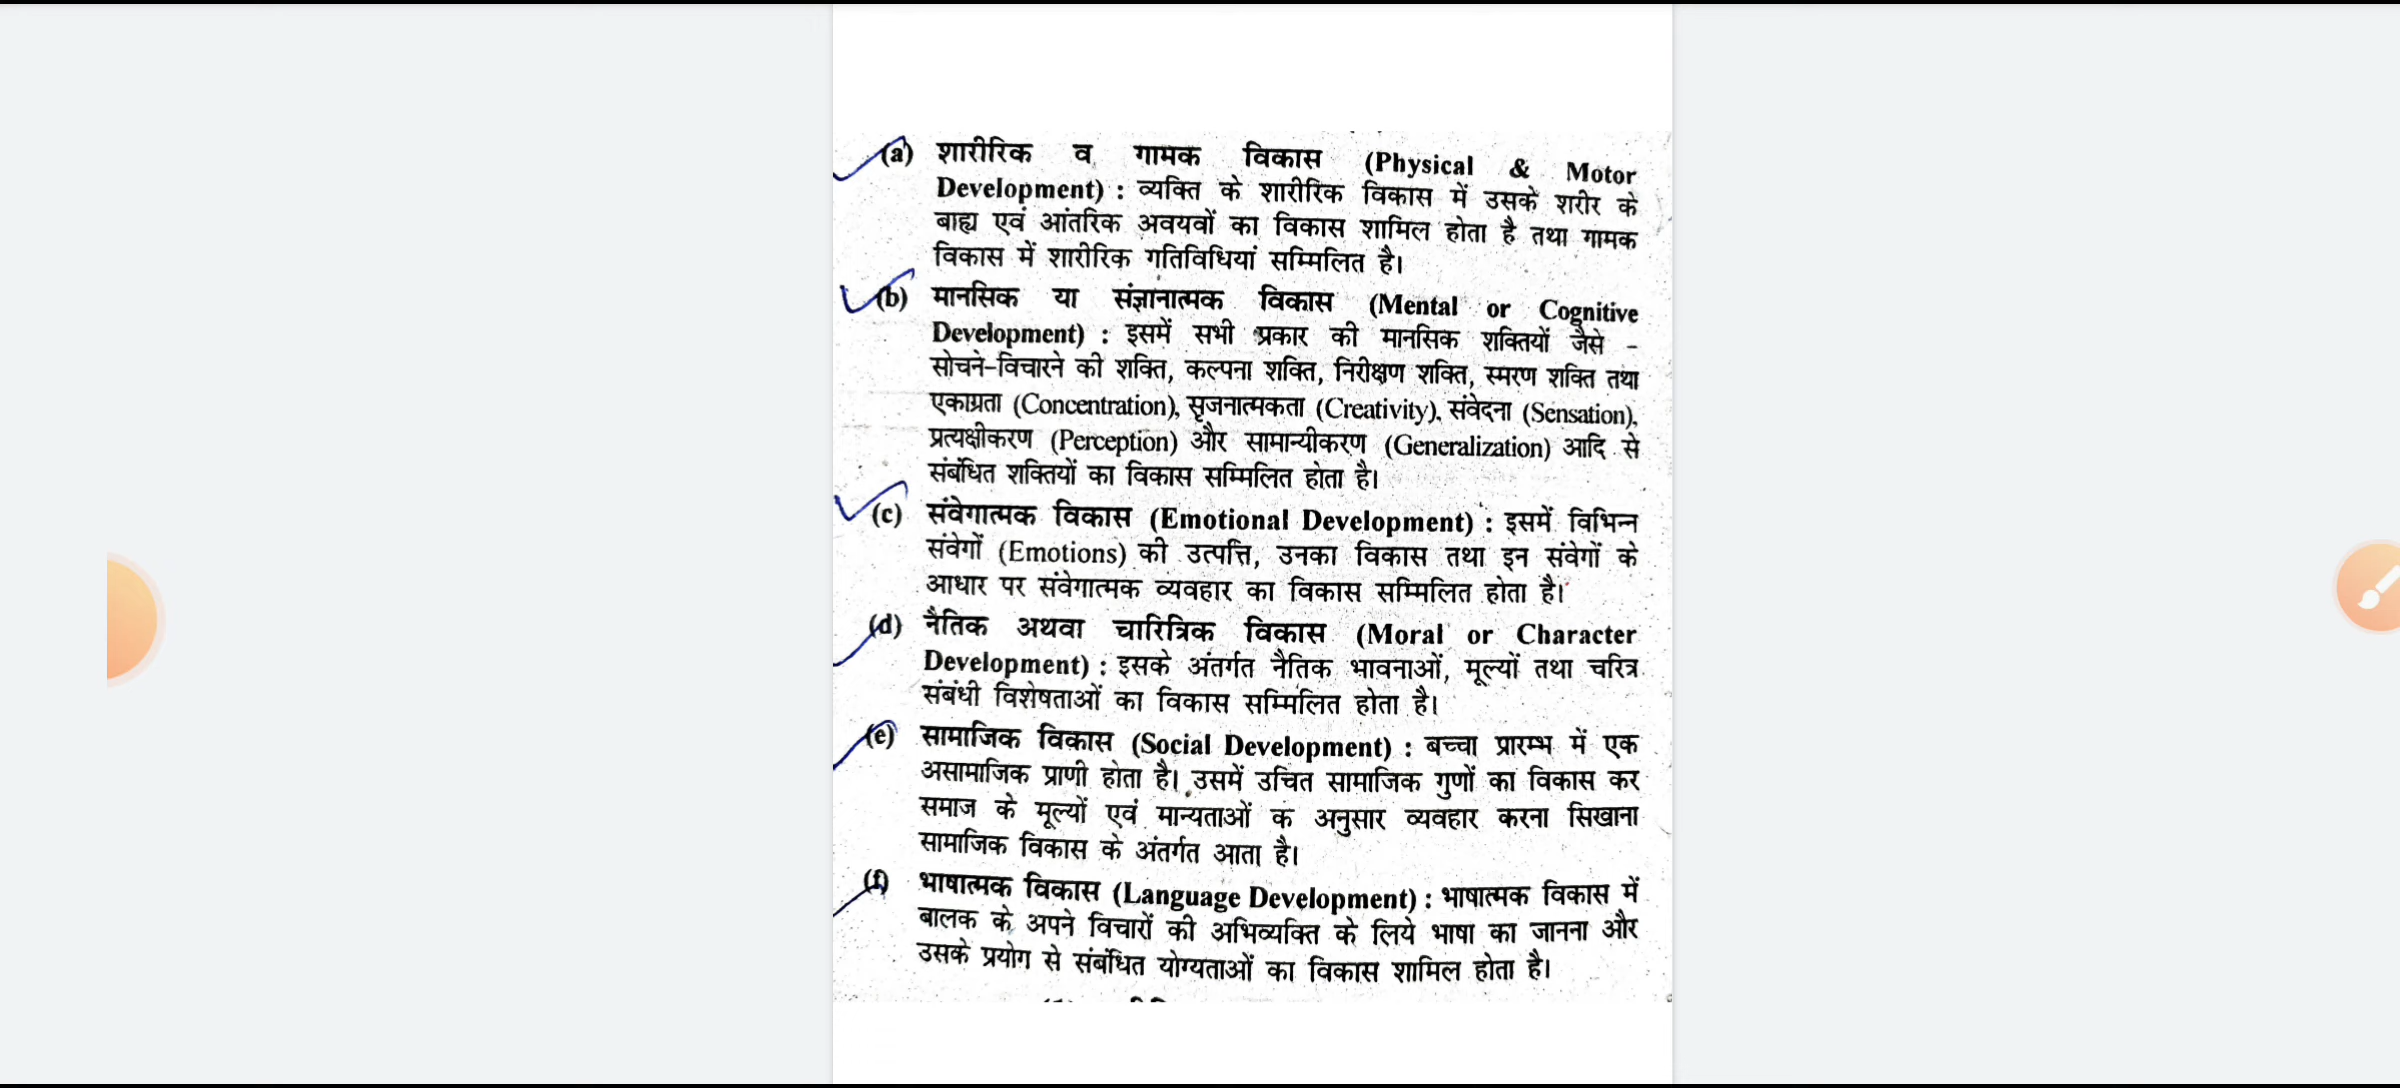 (a) शारीरिक व गामक विकास (Physical & Motor
Development) : व्यक्ति के शारीरिक विकास में उसके शरीर के
बाह्य एवं आंतरिक अवयवों का विकास शामिल होता है तथा गामक
विकास में शारीरिक गतिविधियां सम्मिलित है।
(b) मानसिक या संज्ञानात्मक विकास (Mental or Cognitive
Development) : इसमें सभी प्रकार की मानसिक शक्तियों जैसे -
सोचने-विचारने की शक्ति, कल्पना शक्ति, निरीक्षण शक्ति, स्मरण शक्ति तथा
एकाग्रता (Concentration), सृजनात्मकता (Creativity), संवेदना (Sensation),
प्रत्यक्षीकरण (Perception) और सामान्यीकरण (Generalization) आदि से
संबंधित शक्तियों का विकास सम्मिलित होता है।
(c) संवेगात्मक विकास (Emotional Development) : इसमें विभिन्न
संवेगों (Emotions) की उत्पत्ति, उनका विकास तथा इन संवेगों के
आधार पर संवेगात्मक व्यवहार का विकास सम्मिलित होता है।
(d) नैतिक अथवा चारित्रिक विकास (Moral or Character
Development) : इसके अंतर्गत नैतिक भावनाओं, मूल्यों तथा चरित्र
संबंधी विशेषताओं का विकास सम्मिलित होता है।
(e) सामाजिक विकास (Social Development) : बच्चा प्रारम्भ में एक
असामाजिक प्राणी होता है। उसमें उचित सामाजिक गुणों का विकास कर
समाज के मूल्यों एवं मान्यताओं क अनुसार व्यवहार करना सिखाना
सामाजिक विकास के अंतर्गत आता है।
(f) भाषात्मक विकास (Language Development) : भाषात्मक विकास में
बालक के अपने विचारों की अभिव्यक्ति के लिये भाषा का जानना और
उसके प्रयोग से संबंधित योग्यताओं का विकास शामिल होता है।